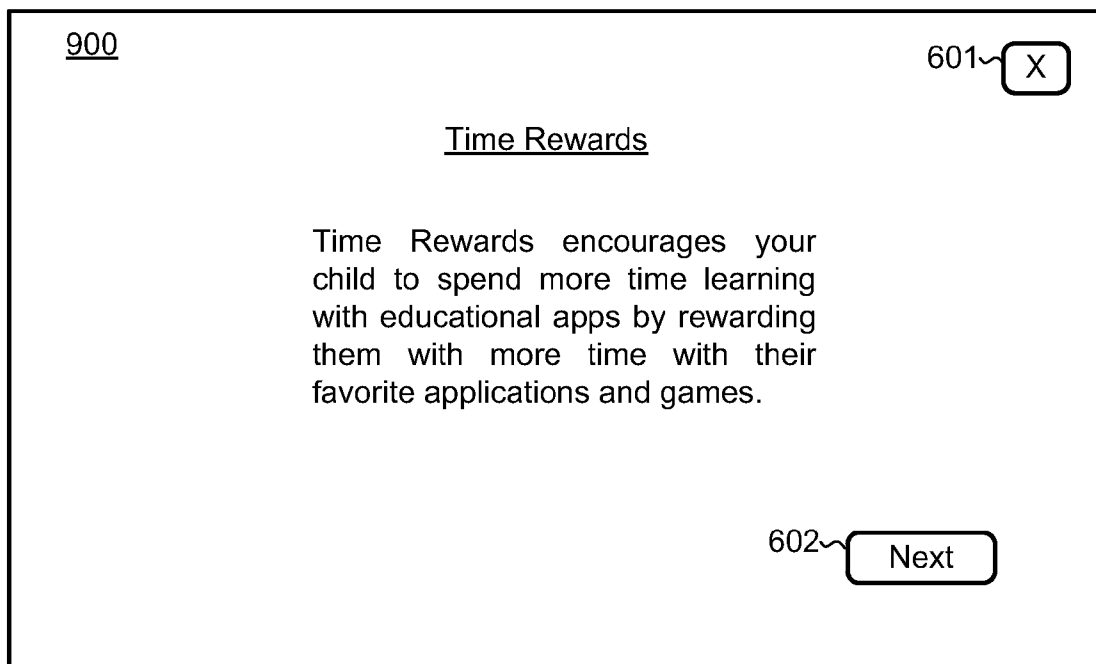 900
601 X
Time Rewards
Time Rewards encourages your
child to spend more time learning
with educational apps by rewarding
them with more time with their
favorite applications and games.
602 Next